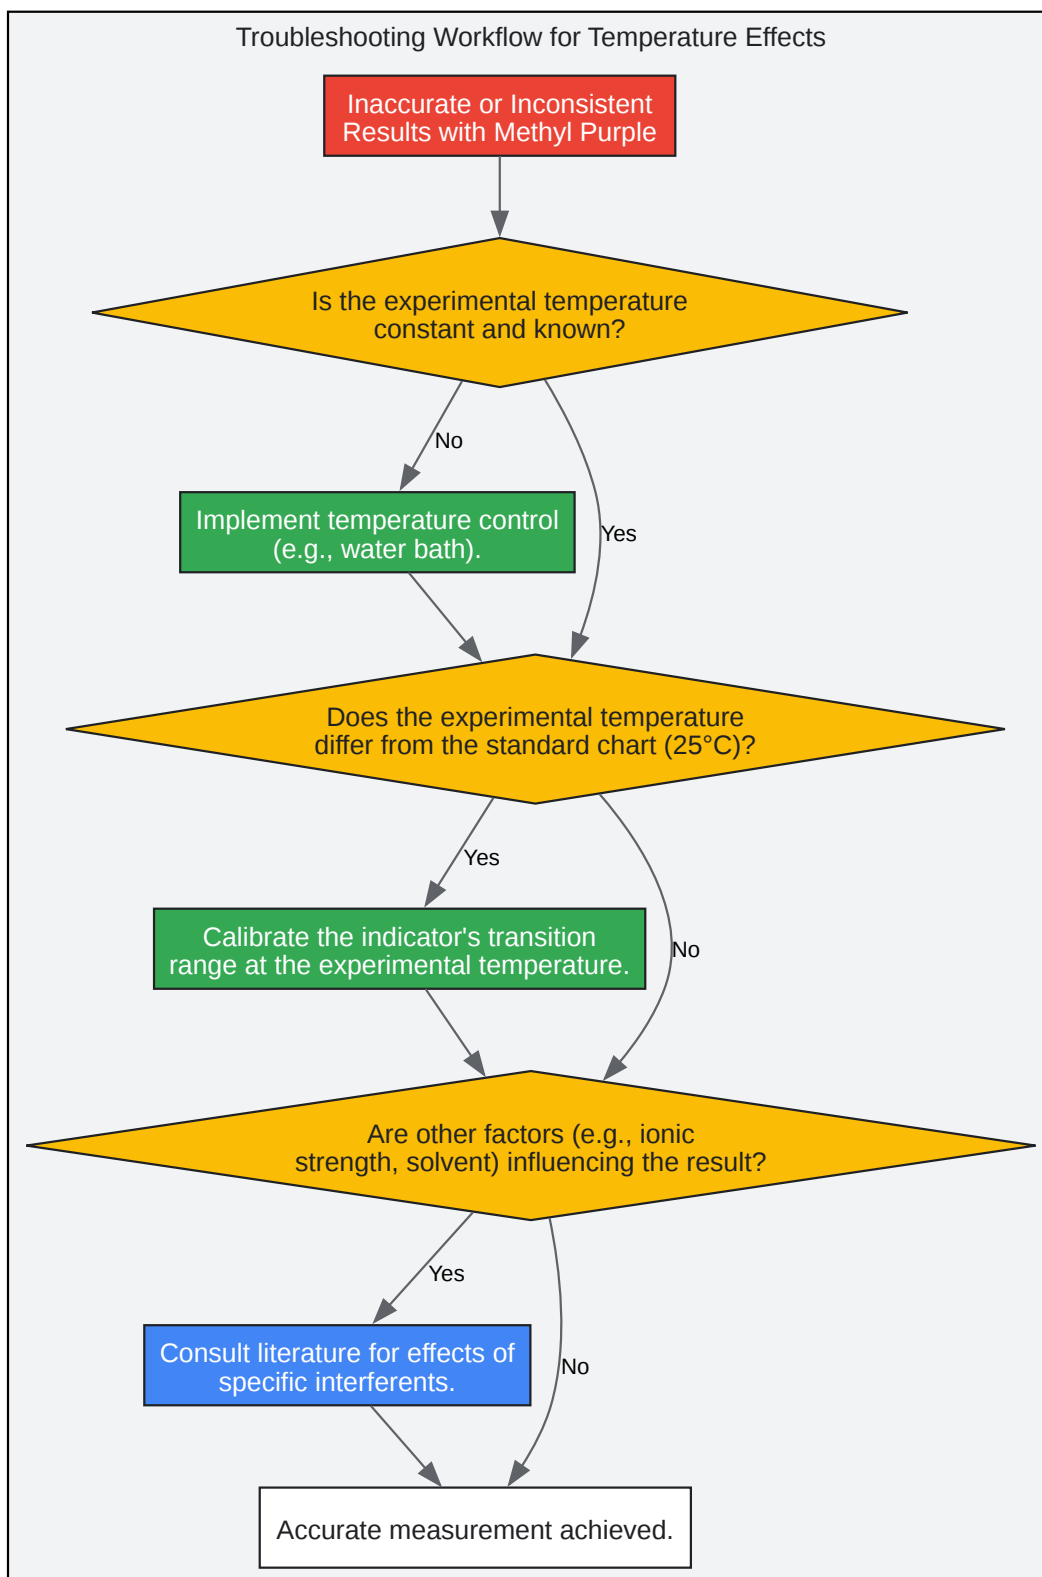 Troubleshooting Workflow for Temperature Effects
Inaccurate or Inconsistent
Results with Methyl Purple
Is the experimental temperature
constant and known?
No
Implement temperature control
(e.g., water bath).
Yes
Does the experimental temperature
differ from the standard chart (25°C)?
Yes
Calibrate the indicator's transition
range at the experimental temperature.
No
Are other factors (e.g., ionic
strength, solvent) influencing the result?
Yes
Consult literature for effects of
specific interferents.
No
Accurate measurement achieved.